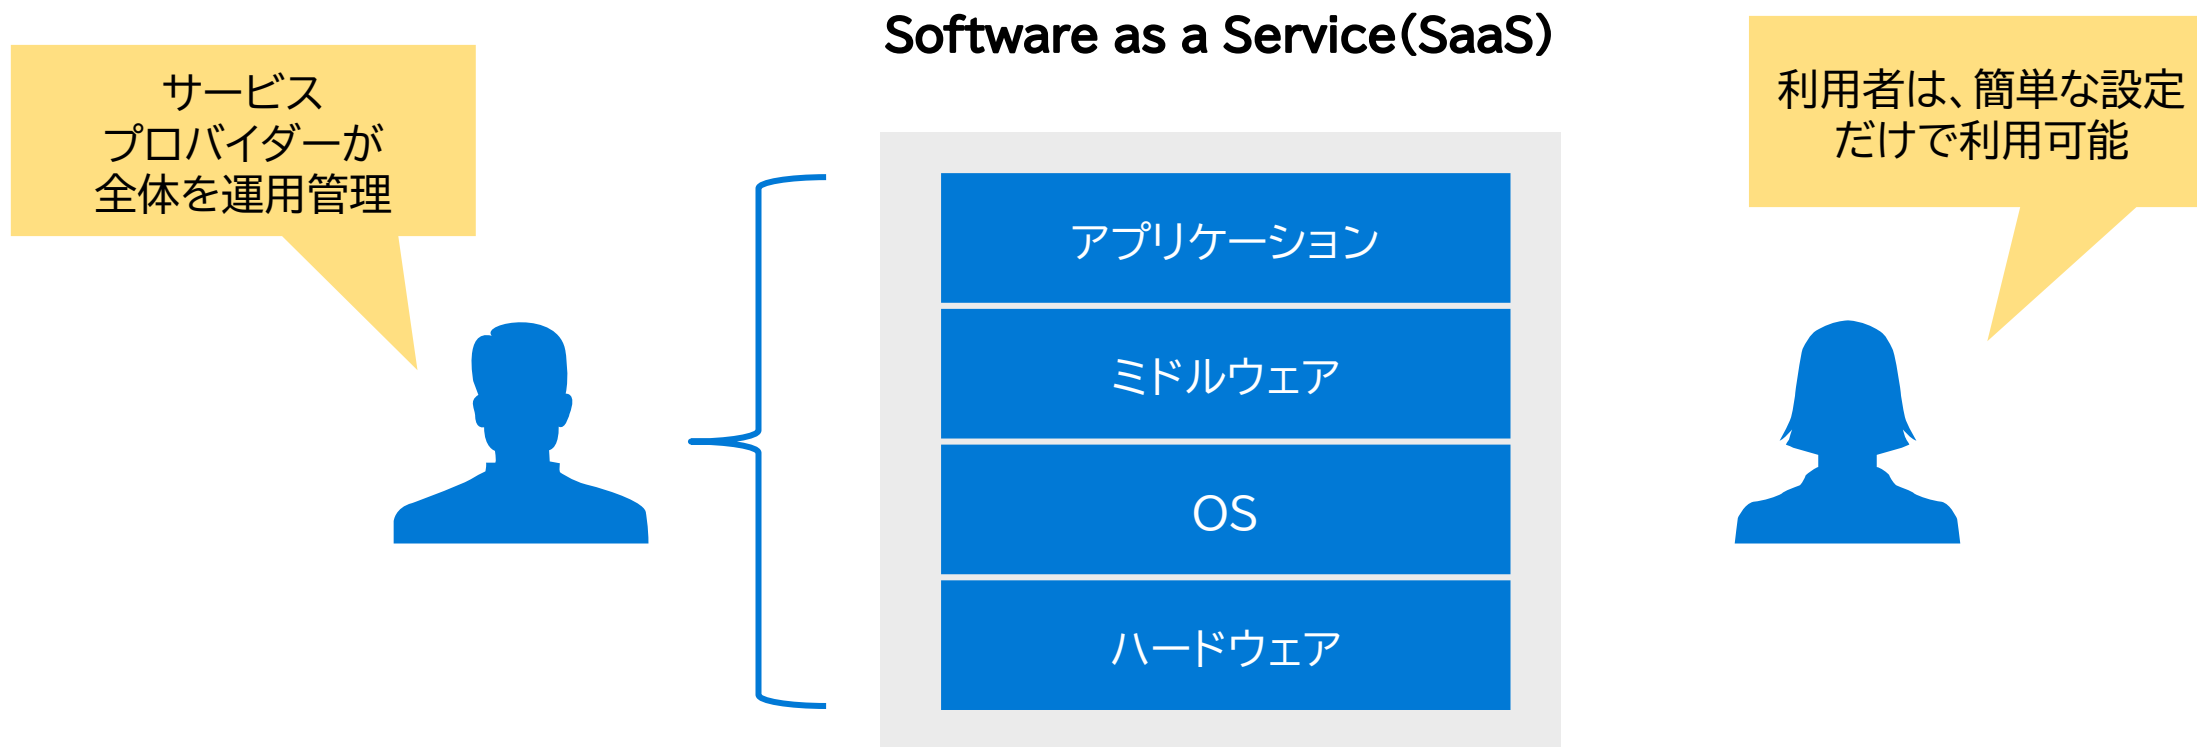 Software as a Service(SaaS)
サービス
プロバイダーが
全体を運用管理
利用者は、簡単な設定
だけで利用可能
アプリケーション
ミドルウェア
OS
ハードウェア